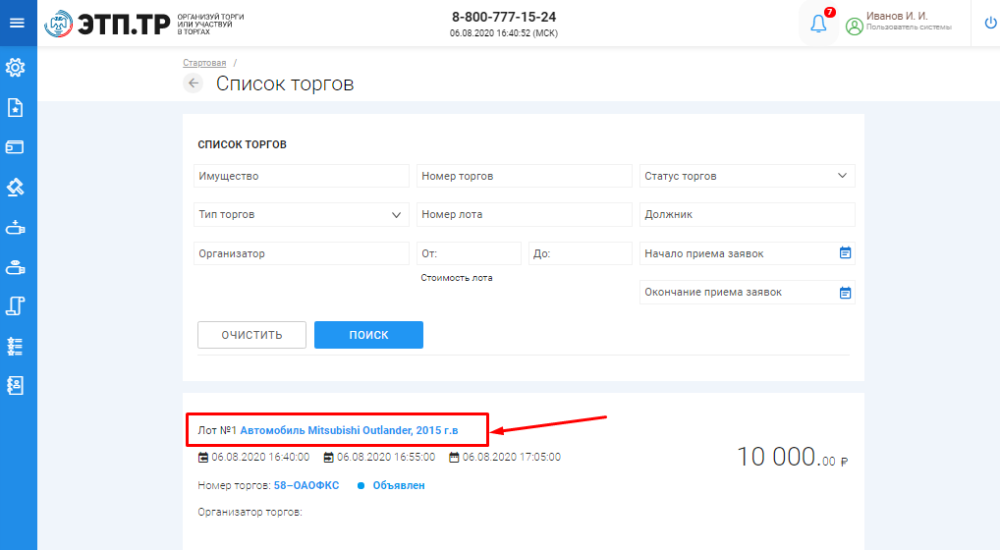 ЭТП.ТР
ОРГАНИЗУЙ ТОРГИ
ИЛИ УЧАСТВУЙ
В ТОРГАХ
8-800-777-15-24
06.08.2020 16:40:52 (МСК)
7
Иванов И. И.
Пользователь системы
Стартовая /
Список торгов
СПИСОК ТОРГОВ
Имущество Номер торгов Статус торгов
Тип торгов Номер лота Должник
Организатор От: До: Начало приема заявок
Стоимость лота
Окончание приема заявок
ОЧИСТИТЬ ПОИСК
Лот №1 Автомобиль Mitsubishi Outlander, 2015 г.в
06.08.2020 16:40:00 06.08.2020 16:55:00 06.08.2020 17:05:00
10 000.00 ₽
Номер торгов: 58–ОАОФКС Объявлен
Организатор торгов: